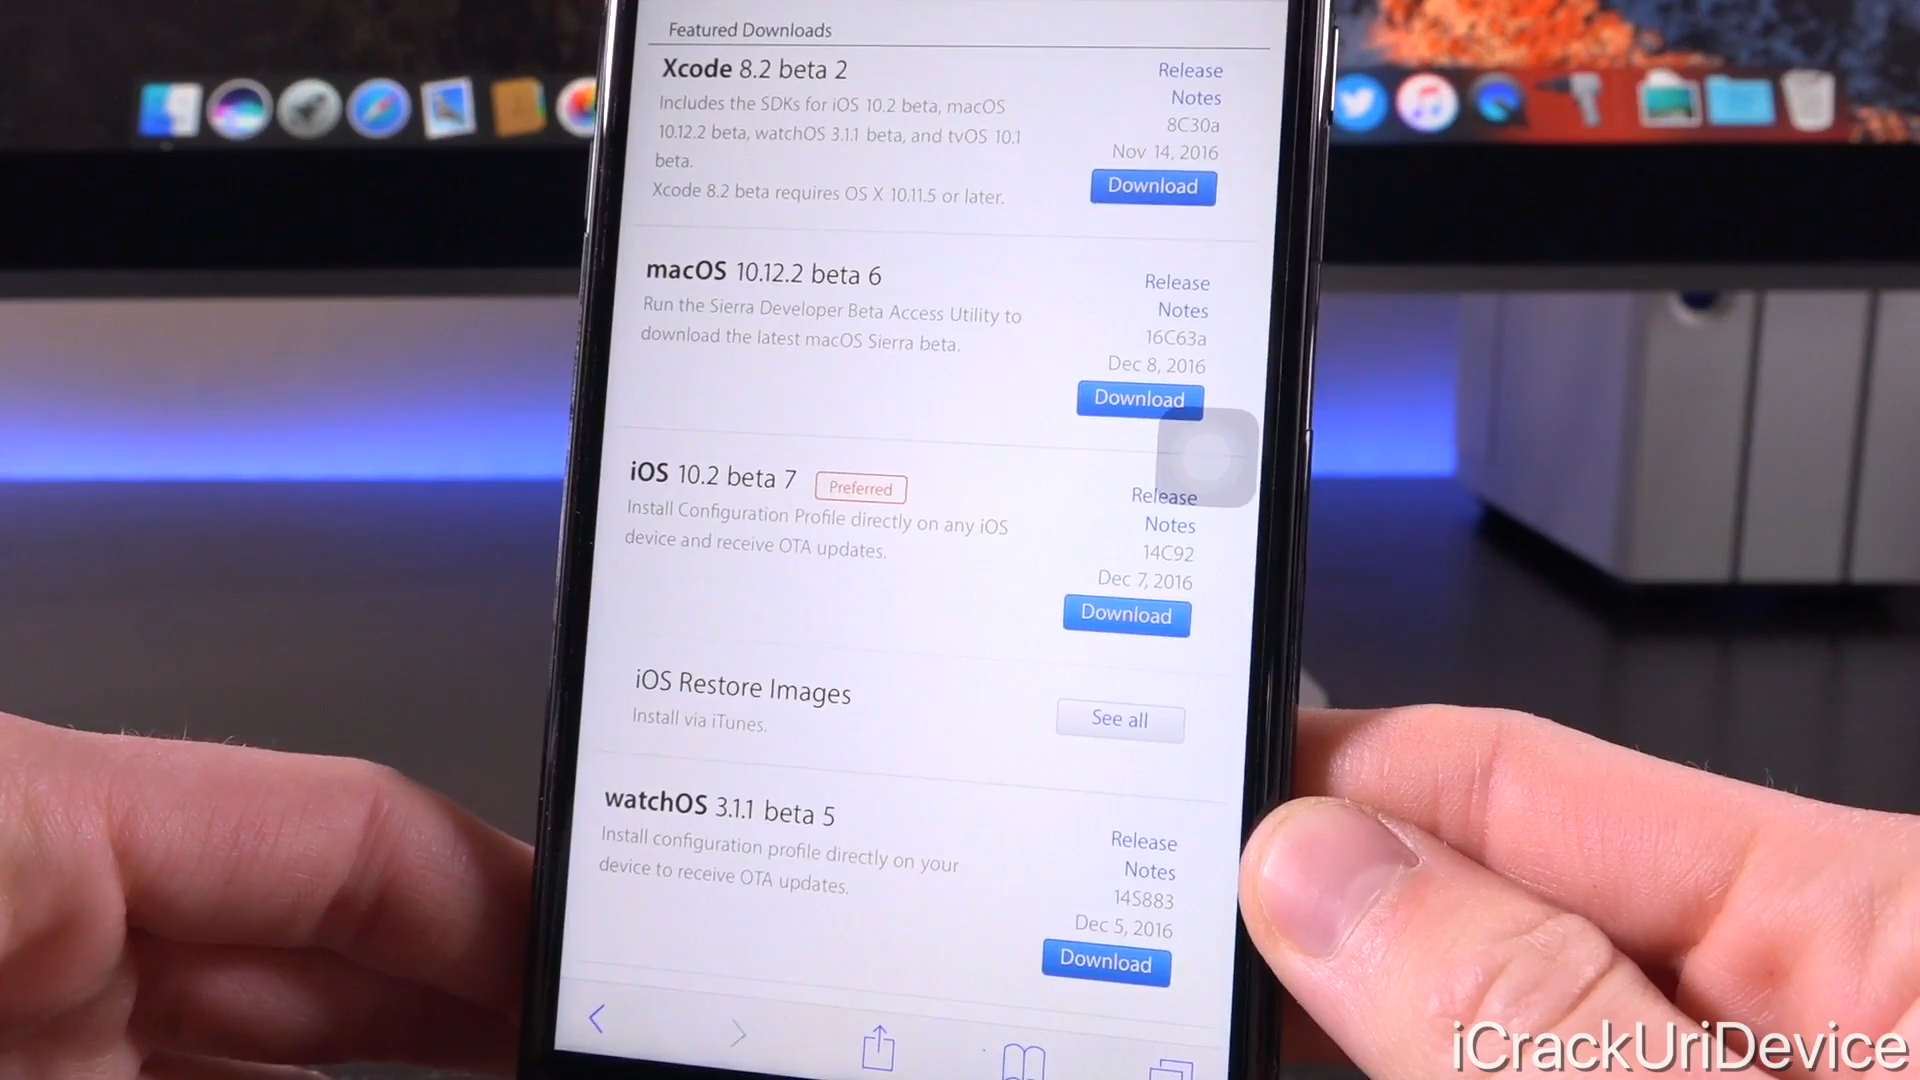 Featured Downloads
Xcode 8.2 beta 2
Includes the SDKs for iOS 10.2 beta, macOS
10.12.2 beta, watchOS 3.1.1 beta, and tvOS 10.1
beta.
Xcode 8.2 beta requires OS X 10.11.5 or later.
Release
Notes
8C30a
Nov 14, 2016
Download
macOS 10.12.2 beta 6
Run the Sierra Developer Beta Access Utility to
download the latest macOS Sierra beta.
Release
Notes
16C63a
Dec 8, 2016
Download
iOS 10.2 beta 7 Preferred
Install Configuration Profile directly on any iOS
device and receive OTA updates.
Release
Notes
14C92
Dec 7, 2016
Download
iOS Restore Images
Install via iTunes.
See all
watchOS 3.1.1 beta 5
Install configuration profile directly on your
device to receive OTA updates.
Release
Notes
14S883
Dec 5, 2016
Download
iCrackUriDevice